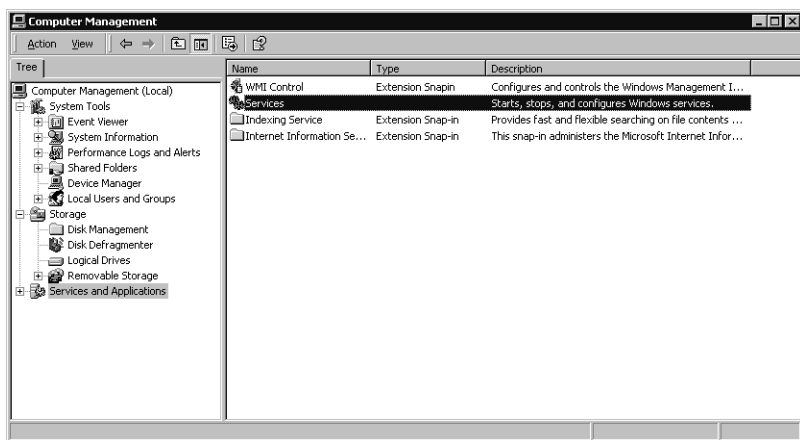 Computer Management
Action View
Tree
Computer Management (Local)
System Tools
Event Viewer
System Information
Performance Logs and Alerts
Shared Folders
Device Manager
Local Users and Groups
Storage
Disk Management
Disk Defragmenter
Logical Drives
Removable Storage
Services and Applications
Name Type Description
WMI Control Extension Snapin Configures and controls the Windows Management I...
Services Starts, stops, and configures Windows services.
Indexing Service Extension Snap-in Provides fast and flexible searching on file contents ...
Internet Information Se... Extension Snap-in This snap-in administers the Microsoft Internet Infor...